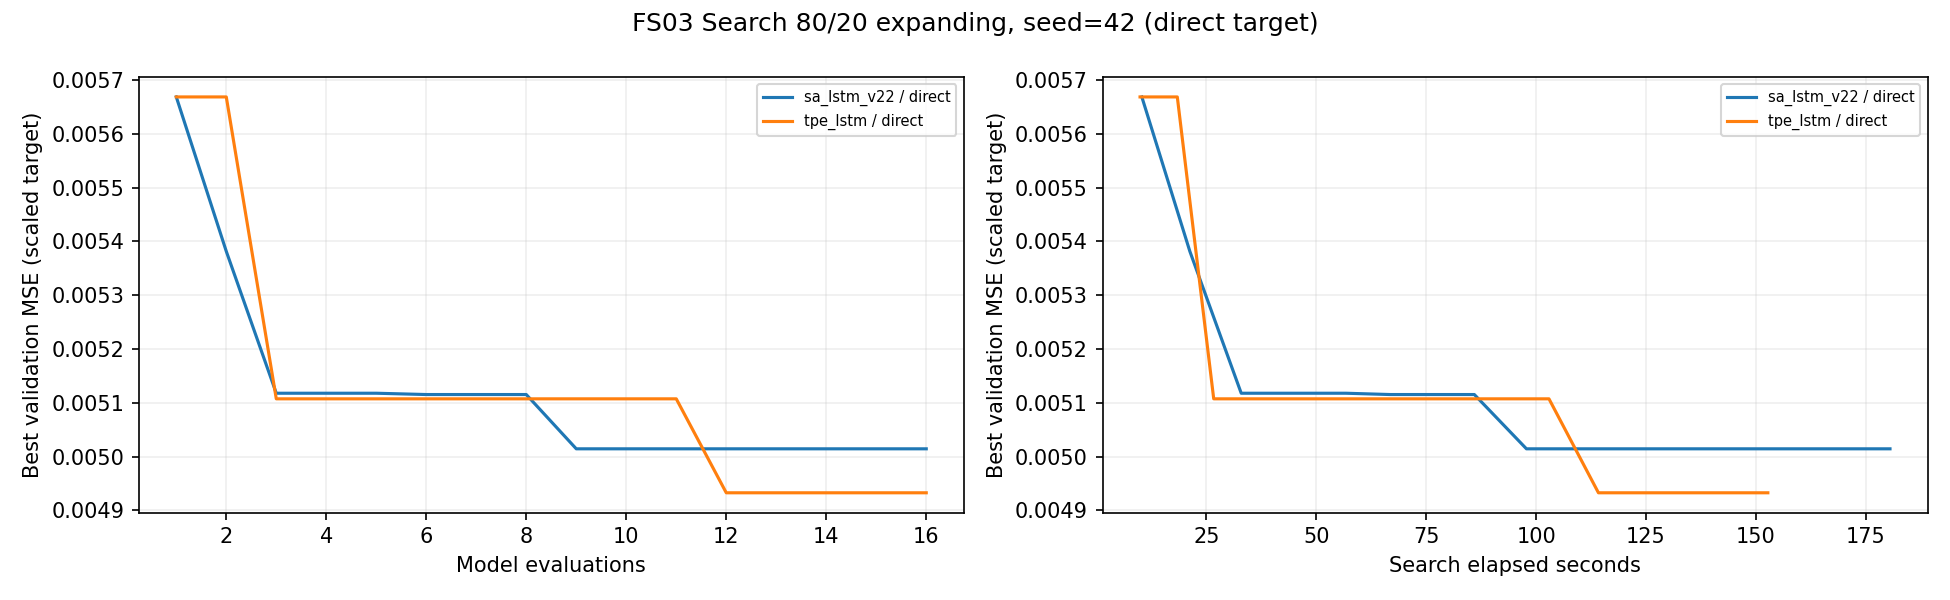 FS03 Search 80/20 expanding, seed=42 (direct target)
Best validation MSE (scaled target)
0.0057
0.0056
0.0055
0.0054
0.0053
0.0052
0.0051
0.0050
0.0049
sa_lstm_v22 / direct
tpe_lstm / direct
2 4 6 8 10 12 14 16
Model evaluations
Best validation MSE (scaled target)
0.0057
0.0056
0.0055
0.0054
0.0053
0.0052
0.0051
0.0050
0.0049
sa_lstm_v22 / direct
tpe_lstm / direct
25 50 75 100 125 150 175
Search elapsed seconds